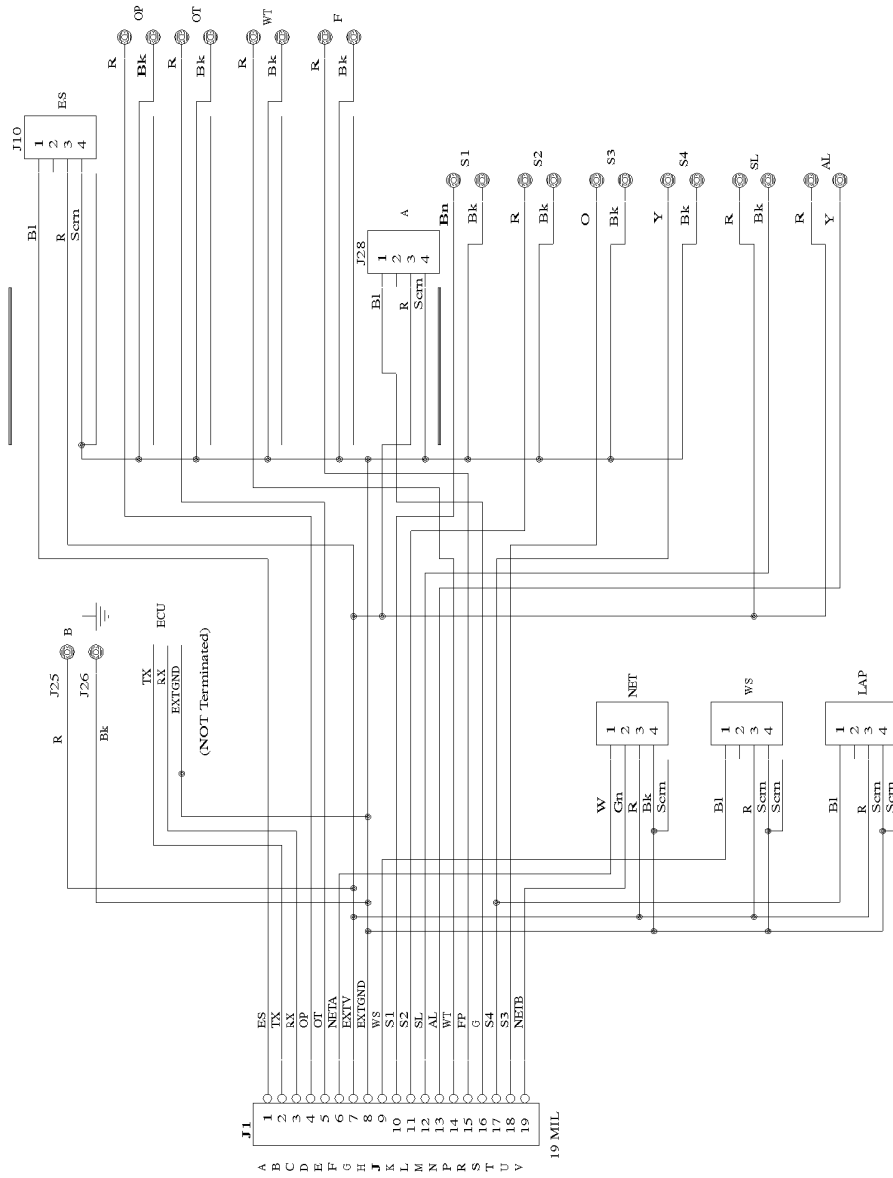 J10
ES
1
2
3
4
Bl
R
Scrn
OP
R
Bk
OT
R
Bk
WT
R
Bk
F
R
Bk
J28
A
1
2
3
4
Bl
R
Scrn
S1
Bn
Bk
S2
R
Bk
S3
O
Bk
S4
Y
Bk
SL
R
Bk
AL
R
Y
J25
B
R
J26
Bk
ECU
TX
RX
EXTGND
(NOT Terminated)
NET
1
2
3
4
W
Gn
R
Bk
Scrn
WS
1
2
3
4
Bl
R
Scrn
Scrn
LAP
1
2
3
4
Bl
R
Scrn
Scrn
J1
A 1 ES
B 2 TX
C 3 RX
D 4 OP
E 5 OT
F 6 NETA
G 7 EXTV
H 8 EXTGND
J 9 WS
K 10 S1
L 11 S2
M 12 SL
N 13 AL
P 14 WT
R 15 FP
S 16 G
T 17 S4
U 18 S3
V 19 NETB
19 MIL